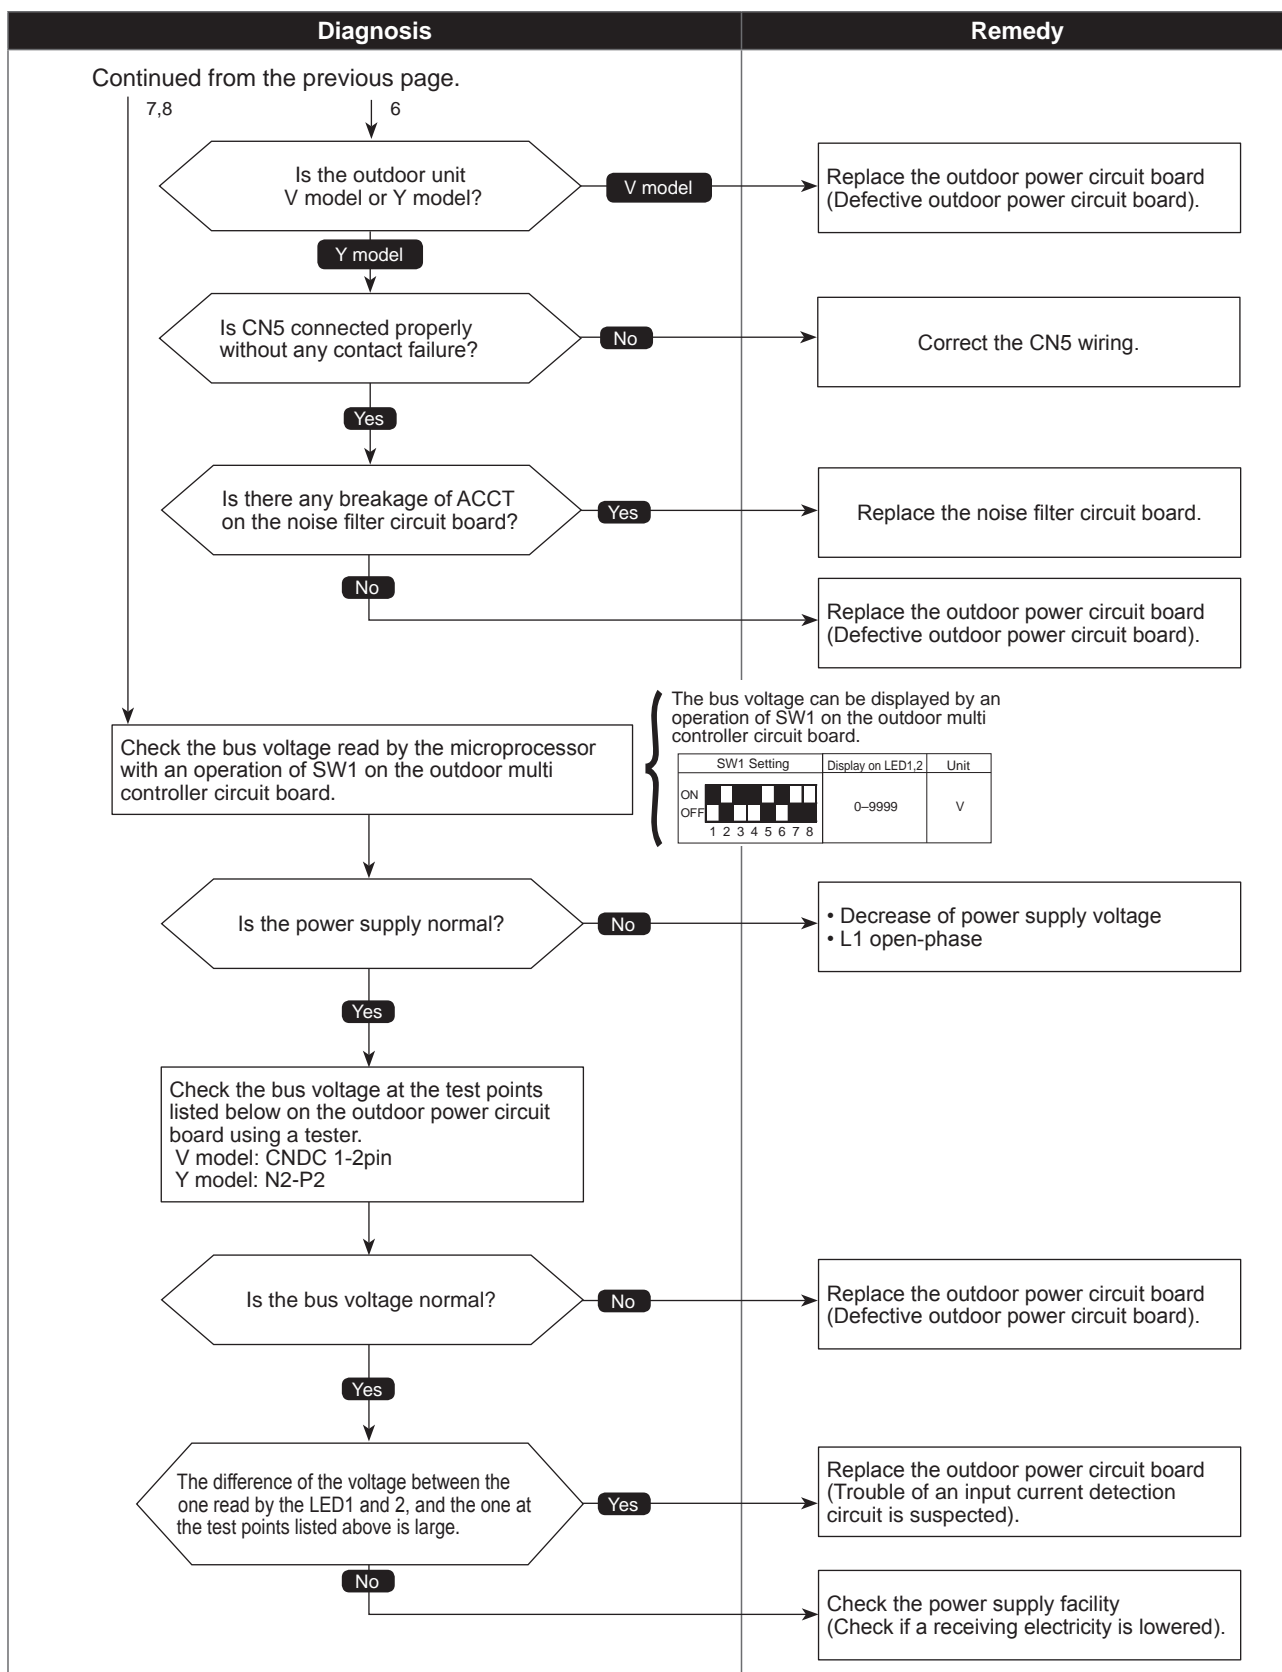 Diagnosis
Remedy
Continued from the previous page.
7,8
6
Is the outdoor unit
V model or Y model?
V model
Replace the outdoor power circuit board
(Defective outdoor power circuit board).
Y model
Is CN5 connected properly
without any contact failure?
No
Correct the CN5 wiring.
Yes
Is there any breakage of ACCT
on the noise filter circuit board?
Yes
Replace the noise filter circuit board.
No
Replace the outdoor power circuit board
(Defective outdoor power circuit board).
Check the bus voltage read by the microprocessor
with an operation of SW1 on the outdoor multi
controller circuit board.
The bus voltage can be displayed by an
operation of SW1 on the outdoor multi
controller circuit board.
SW1 Setting
Display on LED1,2
Unit
ON
OFF
1 2 3 4 5 6 7 8
0–9999
V
Is the power supply normal?
No
• Decrease of power supply voltage
• L1 open-phase
Yes
Check the bus voltage at the test points
listed below on the outdoor power circuit
board using a tester.
V model: CNDC 1-2pin
Y model: N2-P2
Is the bus voltage normal?
No
Replace the outdoor power circuit board
(Defective outdoor power circuit board).
Yes
The difference of the voltage between the
one read by the LED1 and 2, and the one at
the test points listed above is large.
Yes
Replace the outdoor power circuit board
(Trouble of an input current detection
circuit is suspected).
No
Check the power supply facility
(Check if a receiving electricity is lowered).